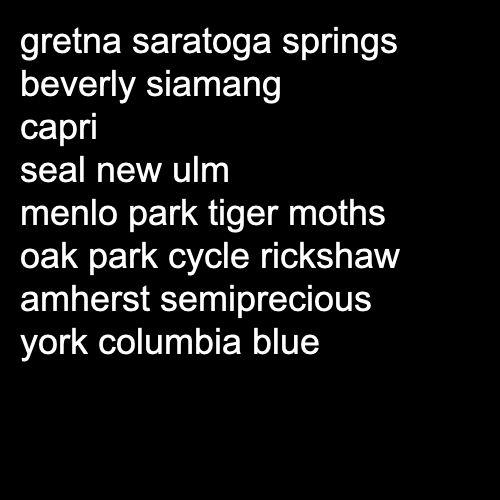 gretna saratoga springs
beverly siamang
capri
seal new ulm
menlo park tiger moths
oak park cycle rickshaw
amherst semiprecious
york columbia blue